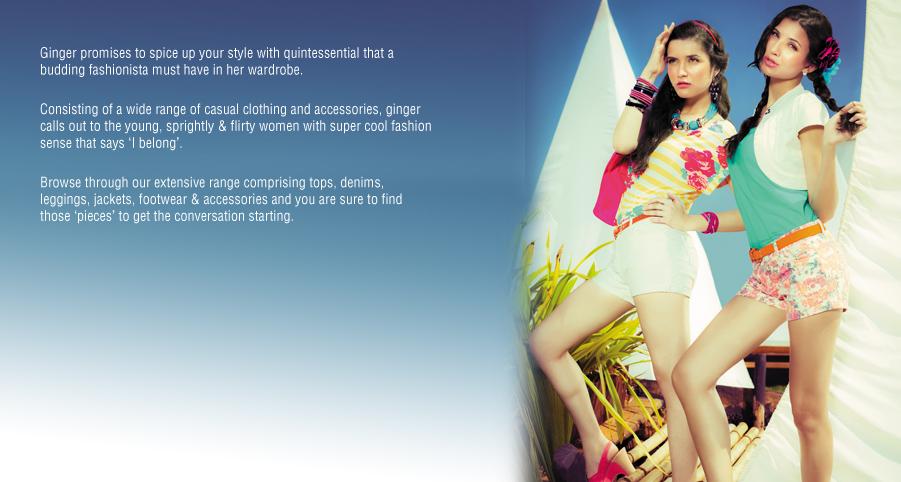 Ginger promises to spice up your style with quintessential that a
budding fashionista must have in her wardrobe.
Consisting of a wide range of casual clothing and accessories, ginger
calls out to the young, sprightly & flirty women with super cool fashion
sense that says ‘I belong’.
Browse through our extensive range comprising tops, denims,
leggings, jackets, footwear & accessories and you are sure to find
those ‘pieces’ to get the conversation starting.